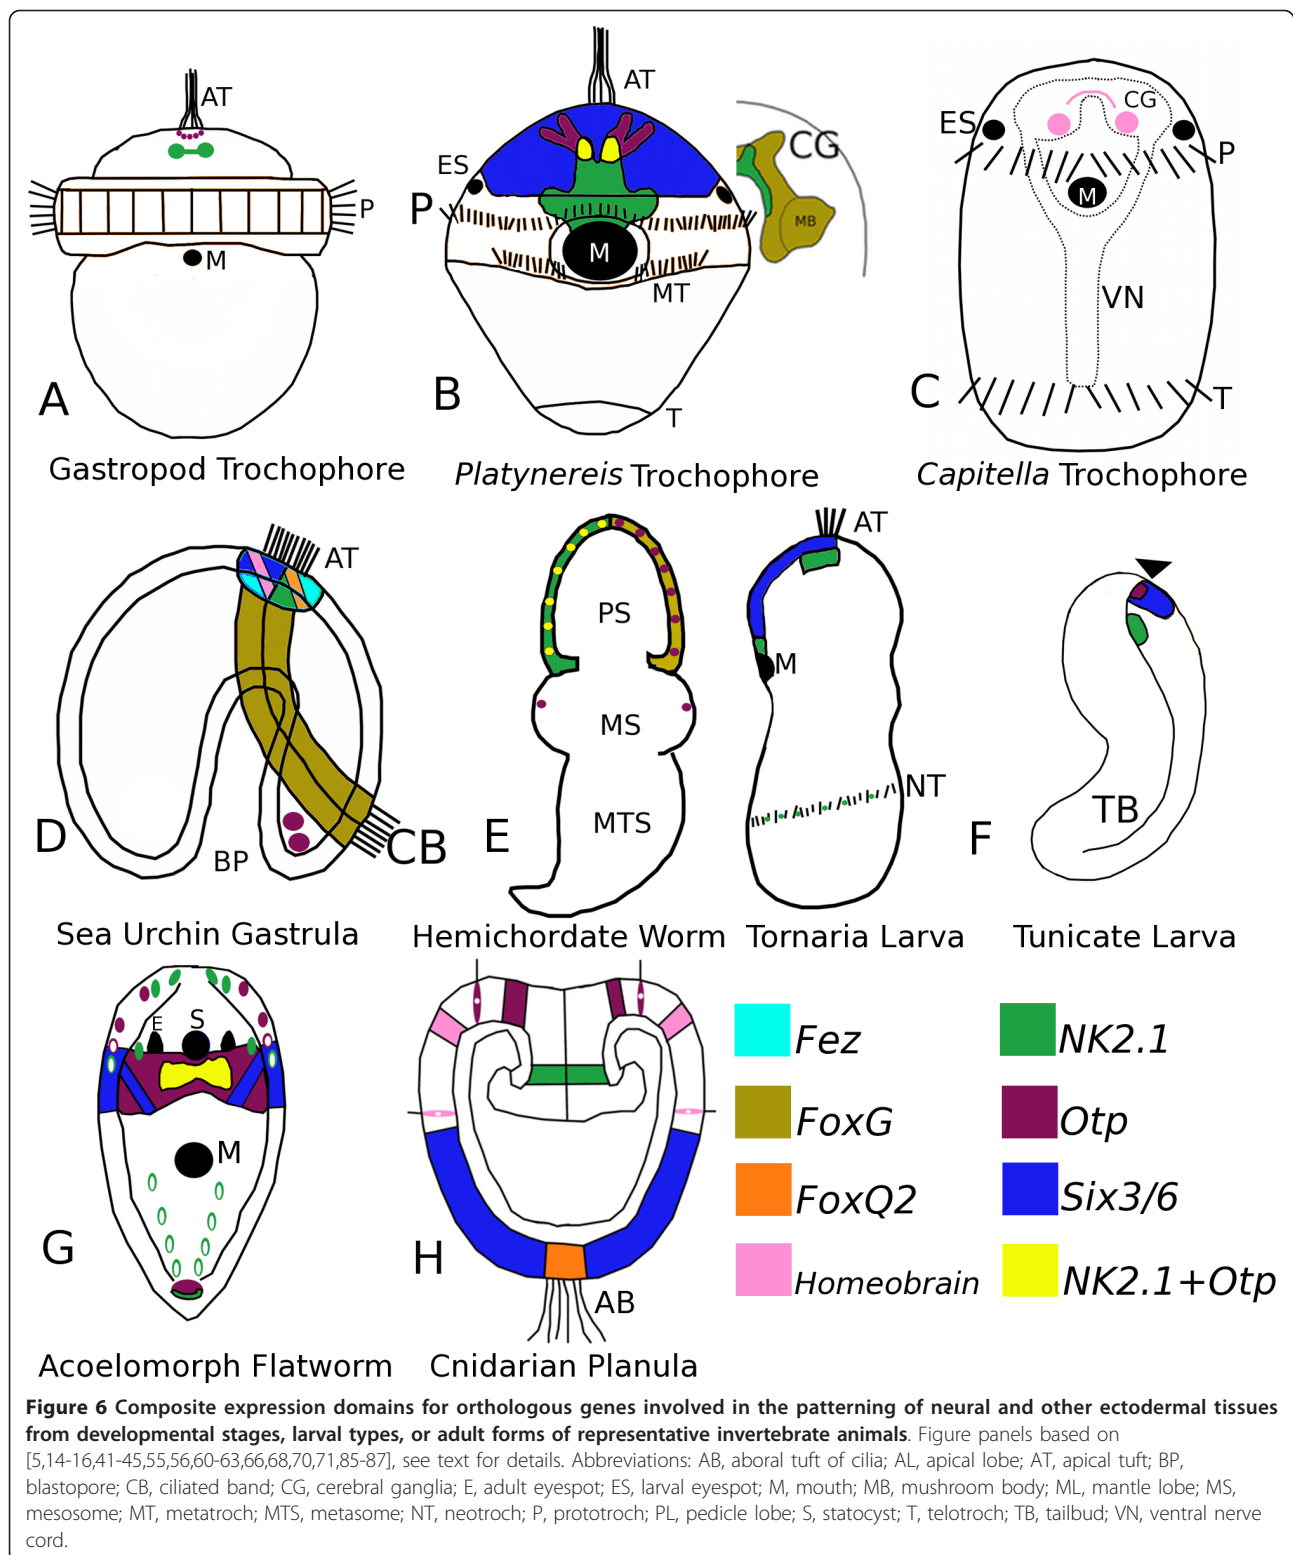 AT
P
M
A
Gastropod Trochophore
AT
ES
P
M
MT
T
B
CG
MB
Platynereis Trochophore
CG
ES
P
M
VN
T
C
Capitella Trochophore
AT
D
BP
CB
Sea Urchin Gastrula
PS
MS
MTS
E
Hemichordate Worm
AT
M
NT
Tornaria Larva
TB
F
Tunicate Larva
E
S
M
G
Acoelomorph Flatworm
H
AB
Cnidarian Planula
Fez
NK2.1
FoxG
Otp
FoxQ2
Six3/6
Homeobrain
NK2.1+Otp
Figure 6 Composite expression domains for orthologous genes involved in the patterning of neural and other ectodermal tissues
from developmental stages, larval types, or adult forms of representative invertebrate animals. Figure panels based on
[5,14-16,41-45,55,56,60-63,66,68,70,71,85-87], see text for details. Abbreviations: AB, aboral tuft of cilia; AL, apical lobe; AT, apical tuft; BP,
blastopore; CB, ciliated band; CG, cerebral ganglia; E, adult eyespot; ES, larval eyespot; M, mouth; MB, mushroom body; ML, mantle lobe; MS,
mesosome; MT, metatroch; MTS, metasome; NT, neotroch; P, prototroch; PL, pedicle lobe; S, statocyst; T, telotroch; TB, tailbud; VN, ventral nerve
cord.